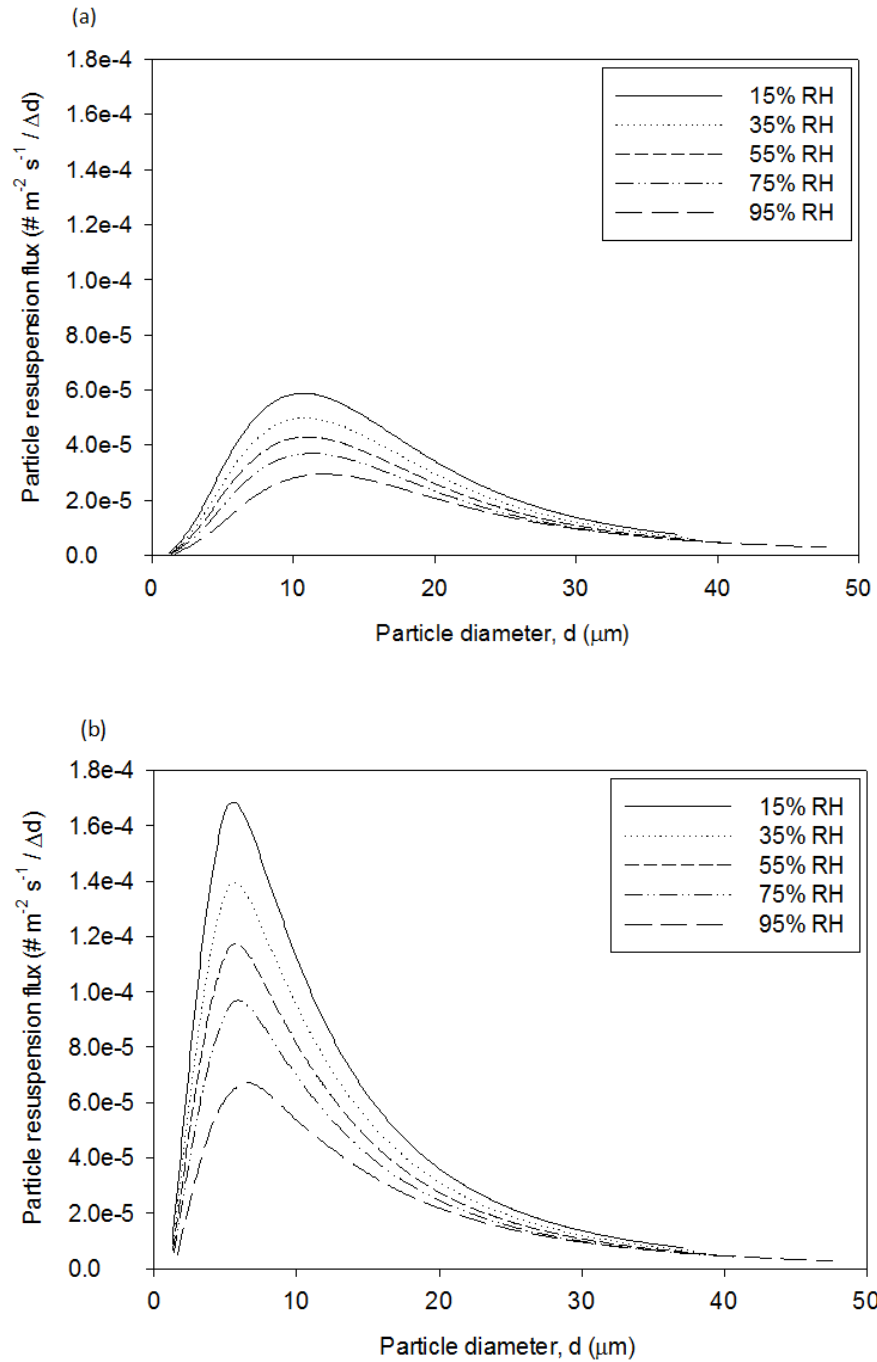 (a)
1.8e-4
1.6e-4
1.4e-4
1.2e-4
1.0e-4
8.0e-5
6.0e-5
4.0e-5
2.0e-5
0.0
Particle resuspension flux (# m⁻² s⁻¹ / Δd)
15% RH
35% RH
55% RH
75% RH
95% RH
0 10 20 30 40 50
Particle diameter, d (μm)
(b)
1.8e-4
1.6e-4
1.4e-4
1.2e-4
1.0e-4
8.0e-5
6.0e-5
4.0e-5
2.0e-5
0.0
Particle resuspension flux (# m⁻² s⁻¹ / Δd)
15% RH
35% RH
55% RH
75% RH
95% RH
0 10 20 30 40 50
Particle diameter, d (μm)